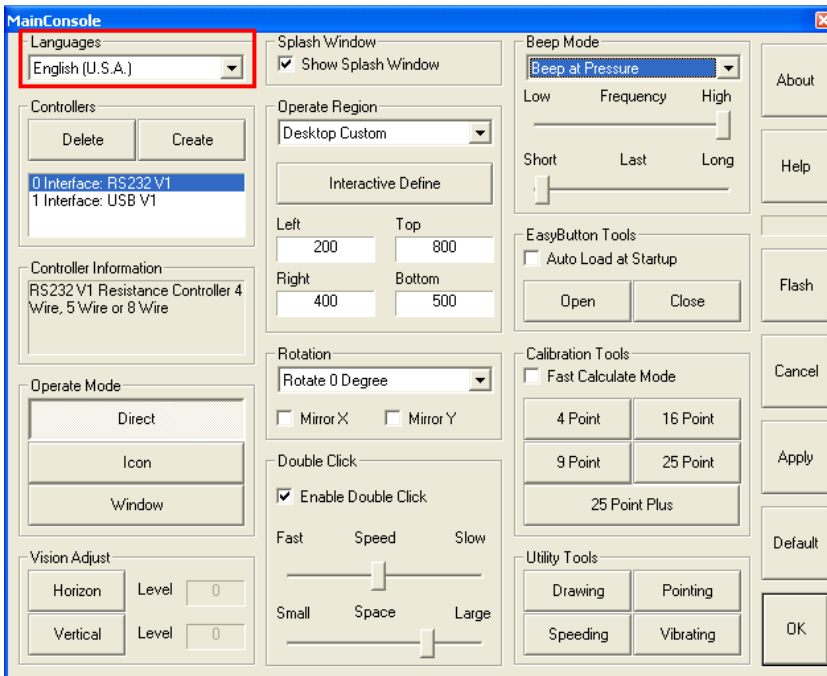 MainConsole
Languages
English (U.S.A.)
Controllers
Delete Create
0 Interface: RS232 V1
1 Interface: USB V1
Controller Information
RS232 V1 Resistance Controller 4
Wire, 5 Wire or 8 Wire
Operate Mode
Direct
Icon
Window
Vision Adjust
Horizon Level 0
Vertical Level 0
Splash Window
Show Splash Window
Operate Region
Desktop Custom
Interactive Define
Left Top
200 800
Right Bottom
400 500
Rotation
Rotate 0 Degree
Mirror X Mirror Y
Double Click
Enable Double Click
Fast Speed Slow
Small Space Large
Beep Mode
Beep at Pressure
Low Frequency High
Short Last Long
EasyButton Tools
Auto Load at Startup
Open Close
Calibration Tools
Fast Calculate Mode
4 Point 16 Point
9 Point 25 Point
25 Point Plus
Utility Tools
Drawing Pointing
Speeding Vibrating
About
Help
Flash
Cancel
Apply
Default
OK